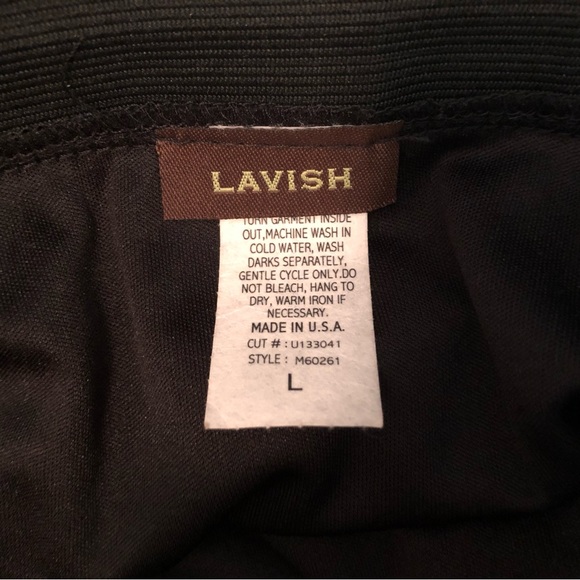 LAVISH
TURN GARMENT INSIDE
OUT,MACHINE WASH IN
COLD WATER, WASH
DARKS SEPARATELY,
GENTLE CYCLE ONLY.DO
NOT BLEACH, HANG TO
DRY, WARM IRON IF
NECESSARY.
MADE IN U.S.A.
CUT # : U133041
STYLE : M60261
L